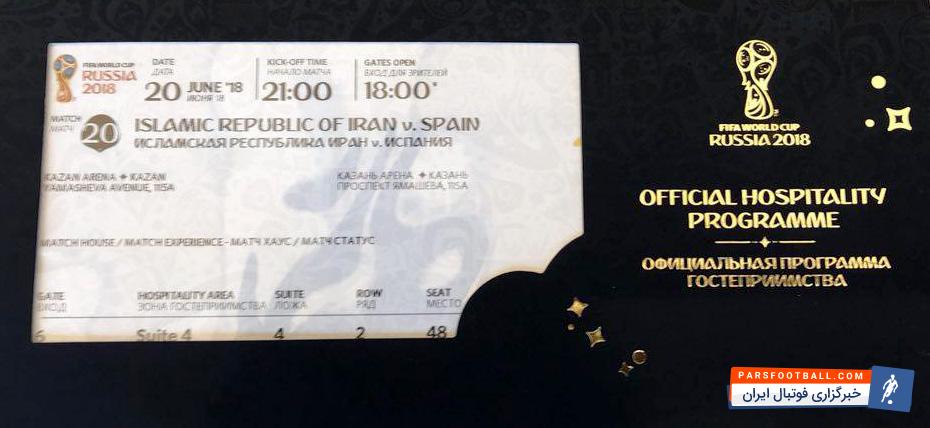 FIFA WORLD CUP
RUSSIA
2018
DATE
ДАТА
20 JUNE '18
ИЮНЯ '18
KICK-OFF TIME
НАЧАЛО МАТЧА
21:00
GATES OPEN
ВХОД ДЛЯ ЗРИТЕЛЕЙ
18:00*
MATCH
МАТЧ
20
ISLAMIC REPUBLIC OF IRAN v. SPAIN
ИСЛАМСКАЯ РЕСПУБЛИКА ИРАН v. ИСПАНИЯ
KAZAN ARENA ✦ KAZAN
YAMASHEVA AVENUE, 115A
КАЗАНЬ АРЕНА ✦ КАЗАНЬ
ПРОСПЕКТ ЯМАШЕВА, 115А
MATCH HOUSE / MATCH EXPERIENCE - МАТЧ ХАУС / МАТЧ СТАТУС
GATE
ВХОД
6
HOSPITALITY AREA
ЗОНА ГОСТЕПРИИМСТВА
Suite 4
SUITE
ЛОЖА
4
ROW
РЯД
2
SEAT
МЕСТО
48
FIFA WORLD CUP
RUSSIA 2018
OFFICIAL HOSPITALITY
PROGRAMME
ОФИЦИАЛЬНАЯ ПРОГРАММА
ГОСТЕПРИИМСТВА
PARSFOOTBALL.COM
خبرگزاری فوتبال ایران